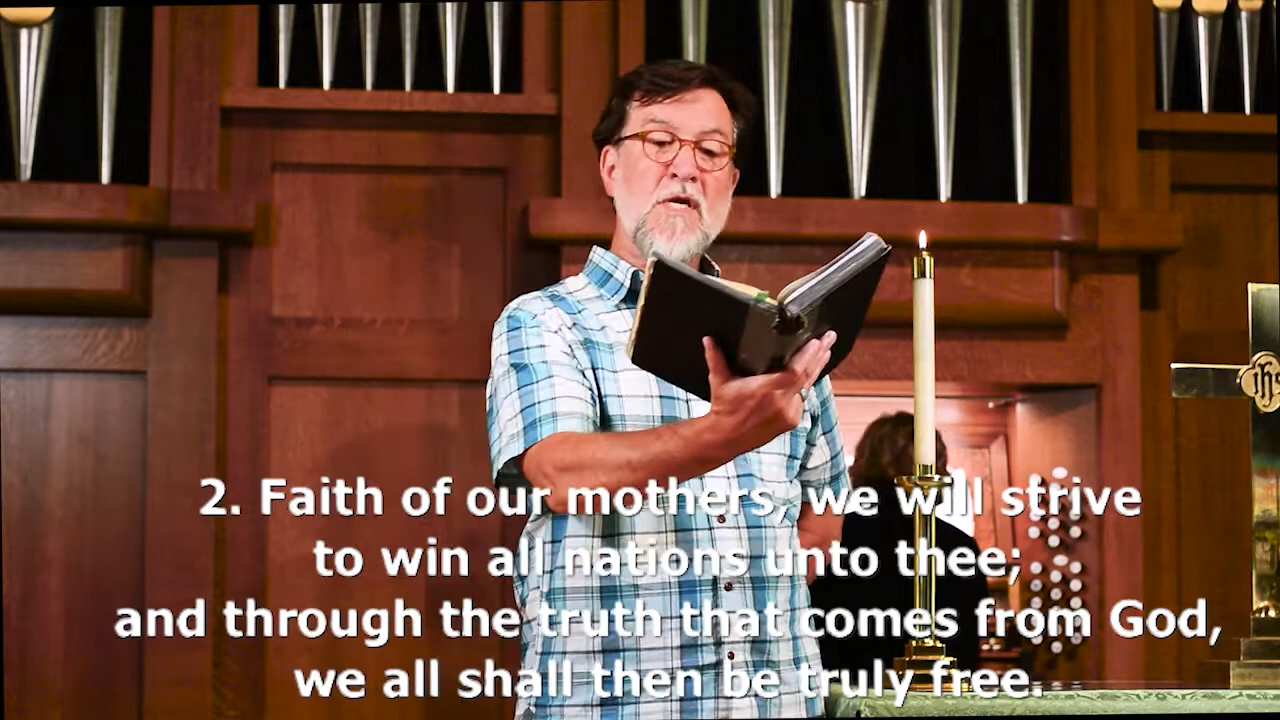 2. Faith of our mothers, we will strive
to win all nations unto thee;
and through the truth that comes from God,
we all shall then be truly free.